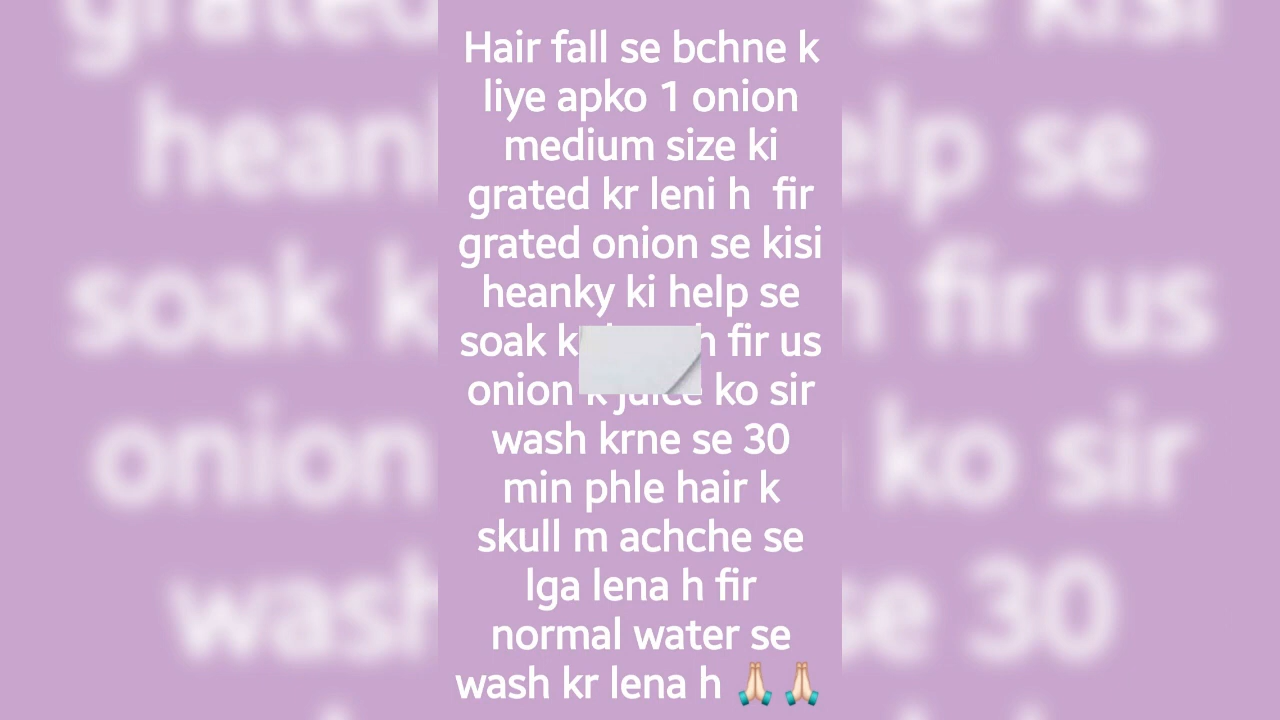 Hair fall se bchne k
liye apko 1 onion
medium size ki
grated kr leni h fir
grated onion se kisi
heanky ki help se
soak h fir us
onion k juice ko sir
wash krne se 30
min phle hair k
skull m achche se
lga lena h fir
normal water se
wash kr lena h 🙏🏻 🙏🏻